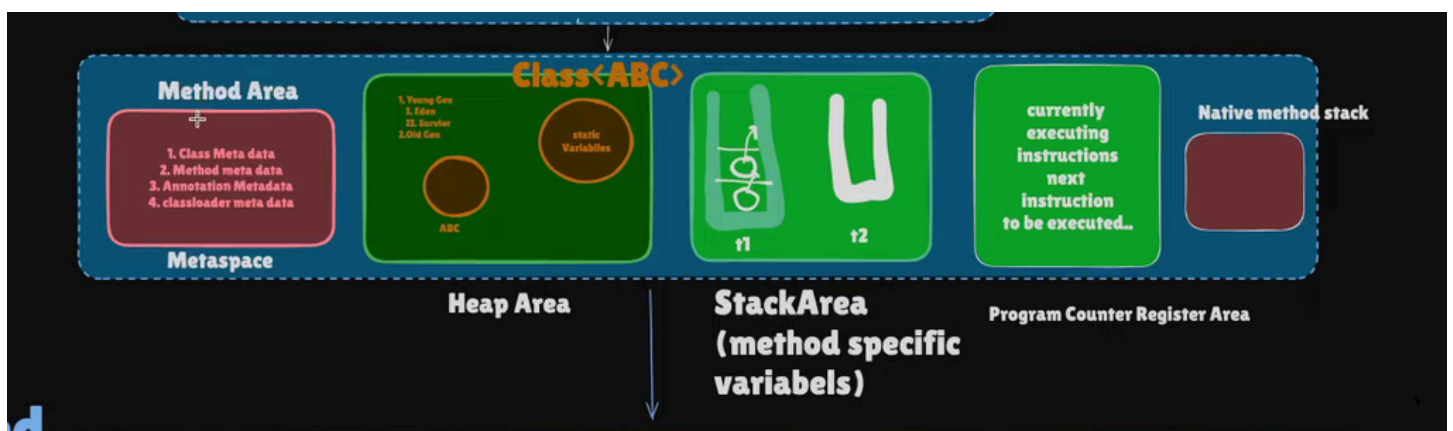 Method Area
1. Class Meta data
2. Method meta data
3. Annotation Metadata
4. classloader meta data
Metaspace
Class<ABC>
1. Young Gen
I. Eden
II. Survior
2.Old Gen
static
Variables
ABC
Heap Area
t1
t2
StackArea
(method specific
variabels)
currently
executing
instructions
next
instruction
to be executed..
Program Counter Register Area
Native method stack